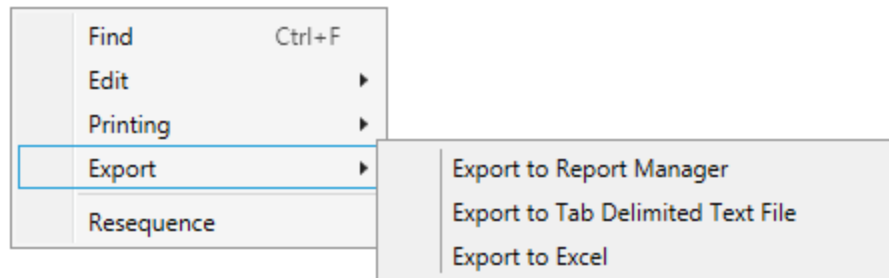 Find Ctrl+F
Edit
Printing
Export
Export to Report Manager
Export to Tab Delimited Text File
Export to Excel
Resequence